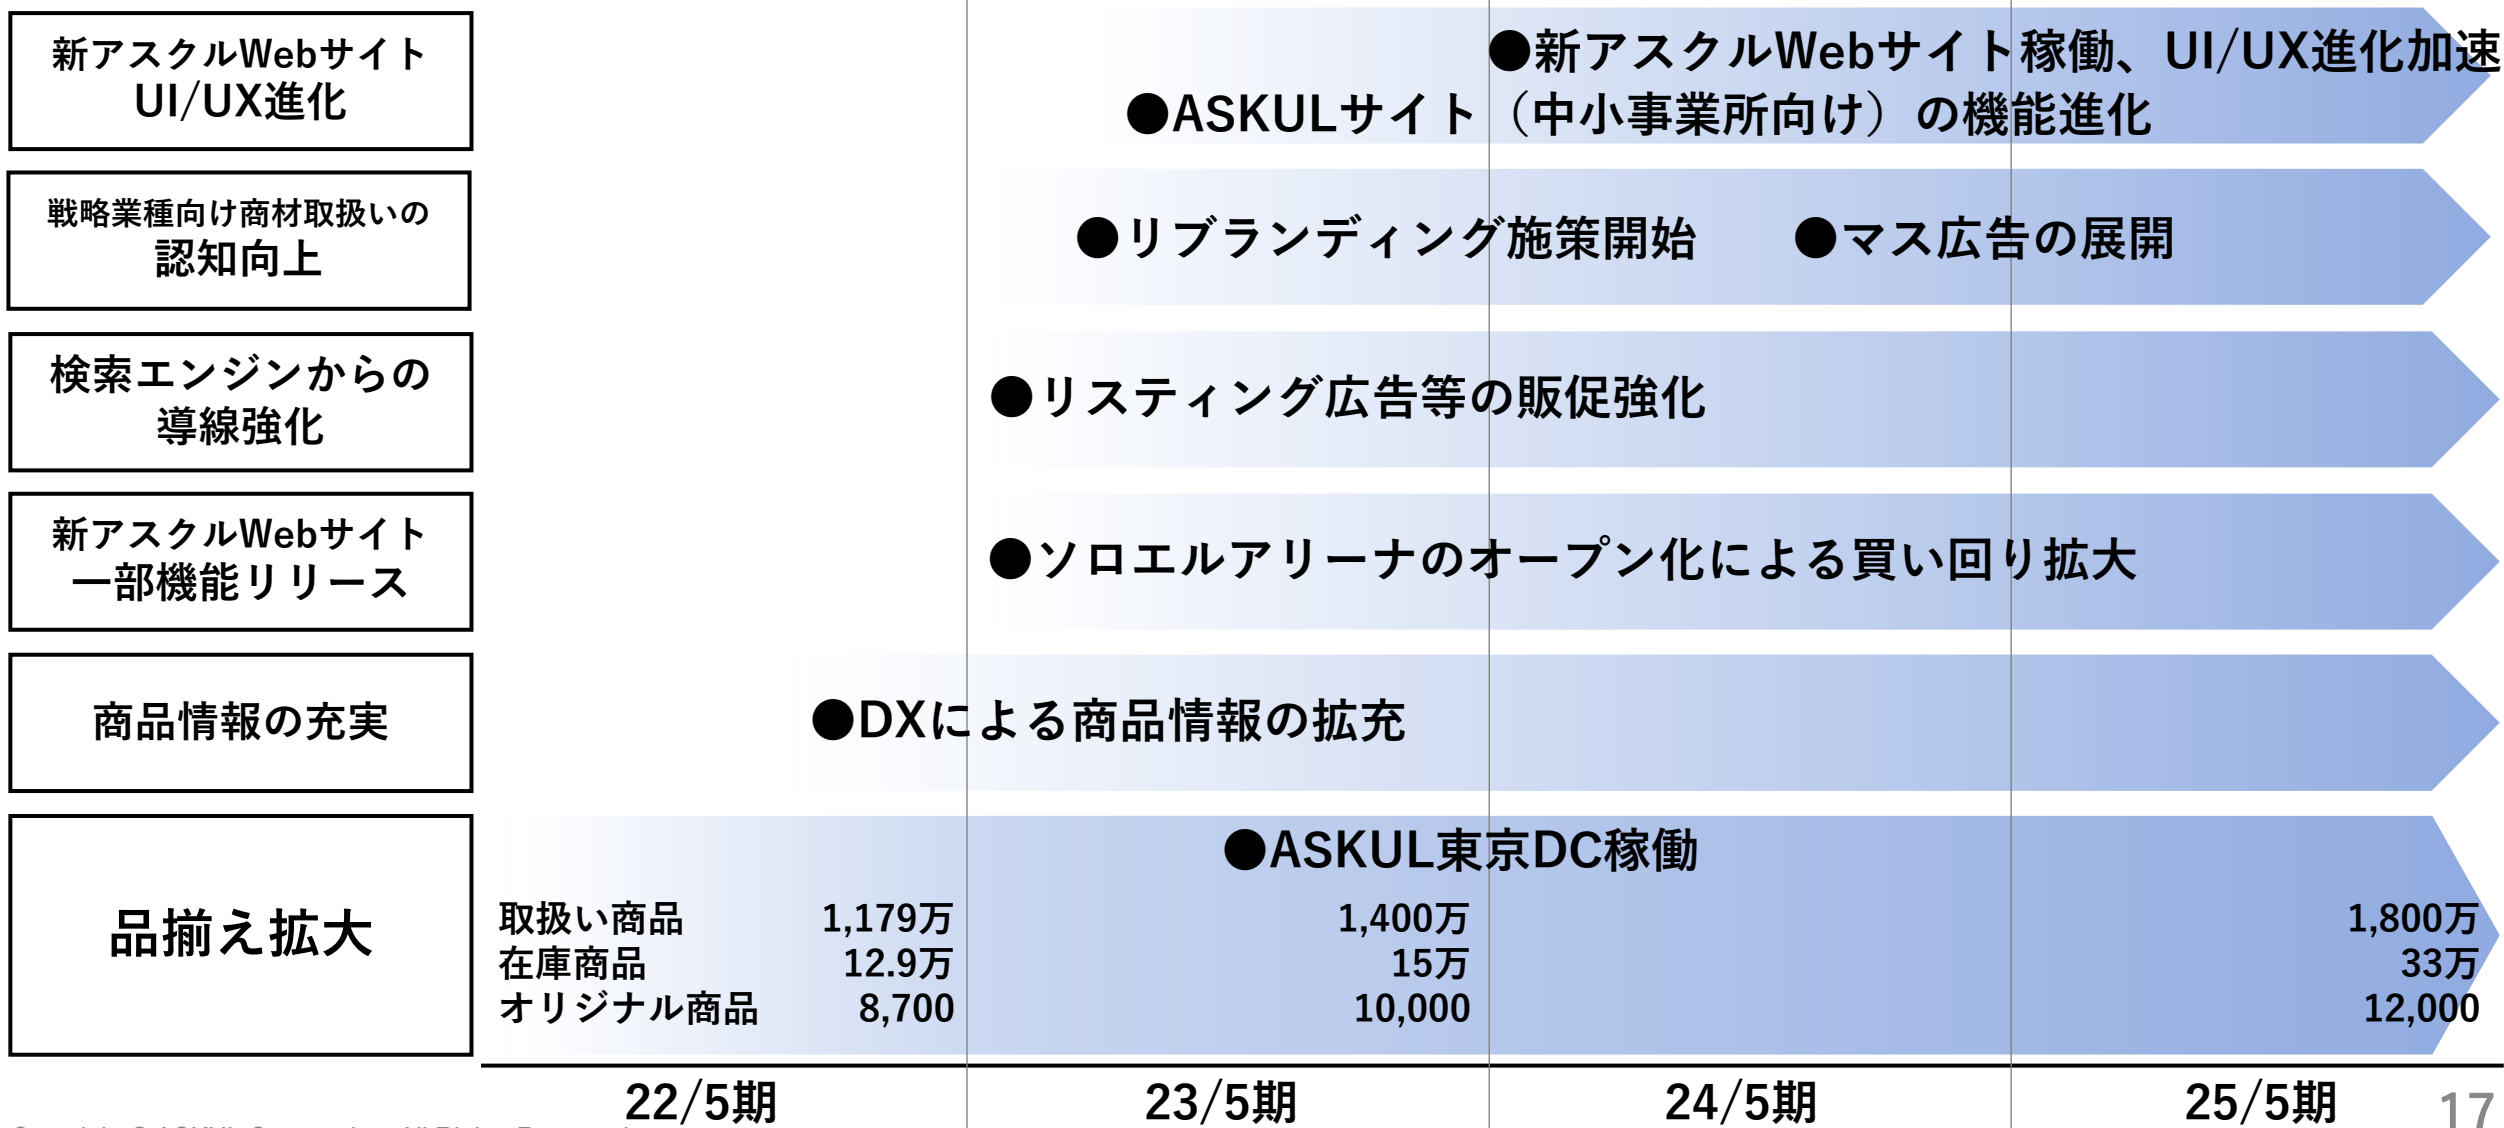 新アスクルWebサイト
UI/UX進化
●新アスクルWebサイト稼働、UI/UX進化加速
●ASKULサイト（中小事業所向け）の機能進化
戦略業種向け商材取扱いの
認知向上
●リブランディング施策開始
●マス広告の展開
検索エンジンからの
導線強化
●リスティング広告等の販促強化
新アスクルWebサイト
一部機能リリース
●ソロエルアリーナのオープン化による買い回り拡大
商品情報の充実
●DXによる商品情報の拡充
品揃え拡大
●ASKUL東京DC稼働
取扱い商品 1,179万 1,400万 1,800万
在庫商品 12.9万 15万 33万
オリジナル商品 8,700 10,000 12,000
22/5期 23/5期 24/5期 25/5期
17